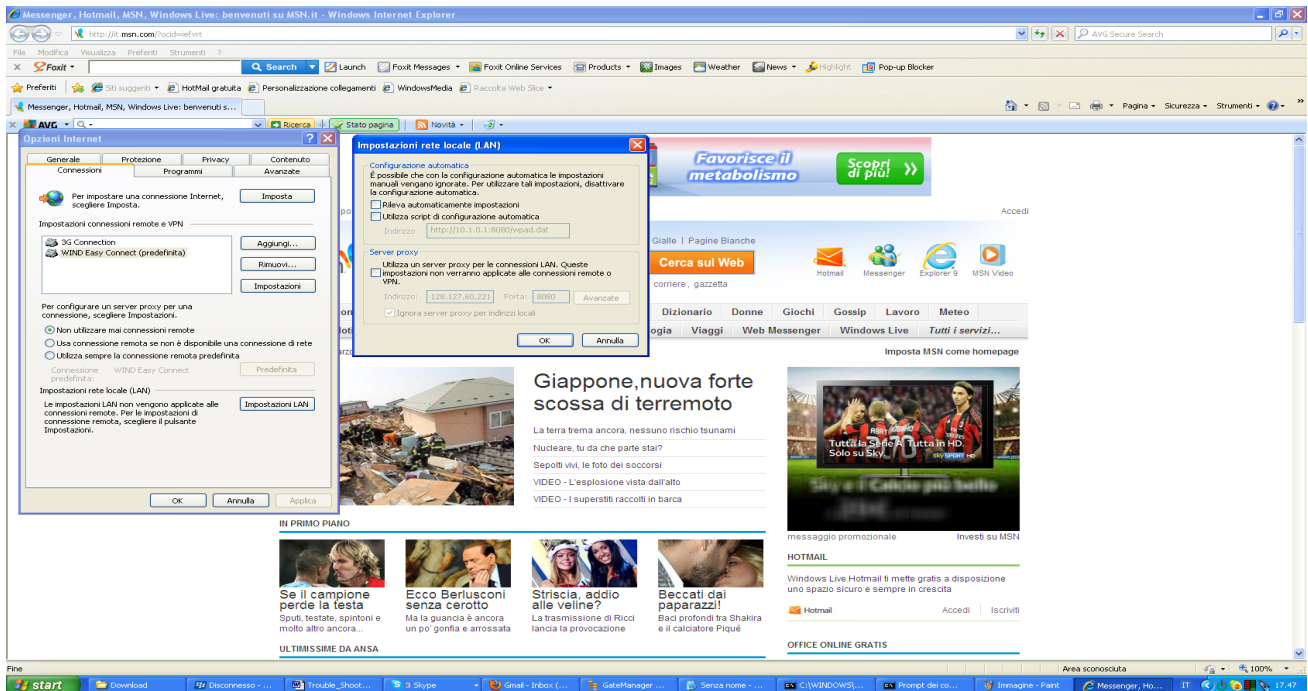 Messenger, Hotmail, MSN, Windows Live: benvenuti su MSN.it - Windows Internet Explorer
http://it.msn.com/?ocid=iefvrt
AVG Secure Search
File Modifica Visualizza Preferiti Strumenti ?
Foxit Search Launch Foxit Messages Foxit Online Services Products Images Weather News Highlight Pop-up Blocker
Preferiti Siti suggeriti HotMail gratuita Personalizzazione collegamenti WindowsMedia Raccolta Web Slice
Messenger, Hotmail, MSN, Windows Live: benvenuti s...
Pagina Sicurezza Strumenti
AVG Ricerca Stato pagina Novità
Opzioni Internet
Generale Protezione Privacy Contenuto
Connessioni Programmi Avanzate
Per impostare una connessione Internet, scegliere Imposta.
Imposta
Impostazioni connessioni remote e VPN
3G Connection
WIND Easy Connect (predefinita)
Aggiungi...
Rimuovi...
Impostazioni
Per configurare un server proxy per una
connessione, scegliere Impostazioni.
Non utilizzare mai connessioni remote
Usa connessione remota se non è disponibile una connessione di rete
Utilizza sempre la connessione remota predefinita
Connessione predefinita: WIND Easy Connect
Predefinita
Impostazioni rete locale (LAN)
Le impostazioni LAN non vengono applicate alle
connessioni remote. Per le impostazioni di
connessione remota, scegliere il pulsante
Impostazioni.
Impostazioni LAN
OK Annulla Applica
Impostazioni rete locale (LAN)
Configurazione automatica
È possibile che con la configurazione automatica le impostazioni
manuali vengano ignorate. Per utilizzare tali impostazioni, disattivare
la configurazione automatica.
Rileva automaticamente impostazioni
Utilizza script di configurazione automatica
Indirizzo http://10.1.0.1:8080/wpad.dat
Server proxy
Utilizza un server proxy per le connessioni LAN. Queste
impostazioni non verranno applicate alle connessioni remote o
VPN.
Indirizzo: 128.127.60.221 Porta: 8080 Avanzate
Ignora server proxy per indirizzi locali
OK Annulla
Favorisce il
metabolismo
Scopri
di più!
Accedi
Gialle | Pagine Bianche
Cerca sul Web
corriere, gazzetta
Hotmail Messenger Explorer 9 MSN Video
Dizionario Donne Giochi Gossip Lavoro Meteo
ogia Viaggi Web Messenger Windows Live Tutti i servizi...
Imposta MSN come homepage
Giappone,nuova forte
scossa di terremoto
La terra trema ancora, nessuno rischio tsunami
Nucleare, tu da che parte stai?
Sepolti vivi, le foto dei soccorsi
VIDEO - L'esplosione vista dall'alto
VIDEO - I superstiti raccolti in barca
Tutta la Serie A. Tutta in HD.
Solo su Sky.
sky SPORT HD
Sky e il Calcio più bello
messaggio promozionale
Investi su MSN
IN PRIMO PIANO
Se il campione
perde la testa
Sputi, testate, spintoni e
molto altro ancora...
Ecco Berlusconi
senza cerotto
Ma la guancia è ancora
un po' gonfia e arrossata
Striscia, addio
alle veline?
La trasmissione di Ricci
lancia la provocazione
Beccati dai
paparazzi!
Baci profondi tra Shakira
e il calciatore Piqué
HOTMAIL
Windows Live Hotmail ti mette gratis a disposizione
uno spazio sicuro e sempre in crescita
Hotmail Accedi Iscriviti
ULTIMISSIME DA ANSA
OFFICE ONLINE GRATIS
Fine
Area sconosciuta
100%
start Download Disconnesso - ... Trouble_Shoot... 3 Skype Gmail - Inbox (... GateManager ... Senza nome - ... C:\WINDOWS\... Prompt dei co... Immagine - Paint Messenger, Ho... IT 17.47